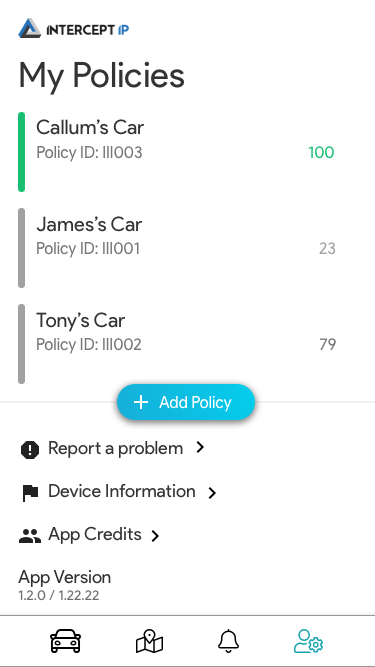 INTERCEPT IP
My Policies
Callum's Car
Policy ID: III003
100
James's Car
Policy ID: III001
23
Tony's Car
Policy ID: III002
79
Add Policy
Report a problem
Device Information
App Credits
App Version
1.2.0 / 1.22.22